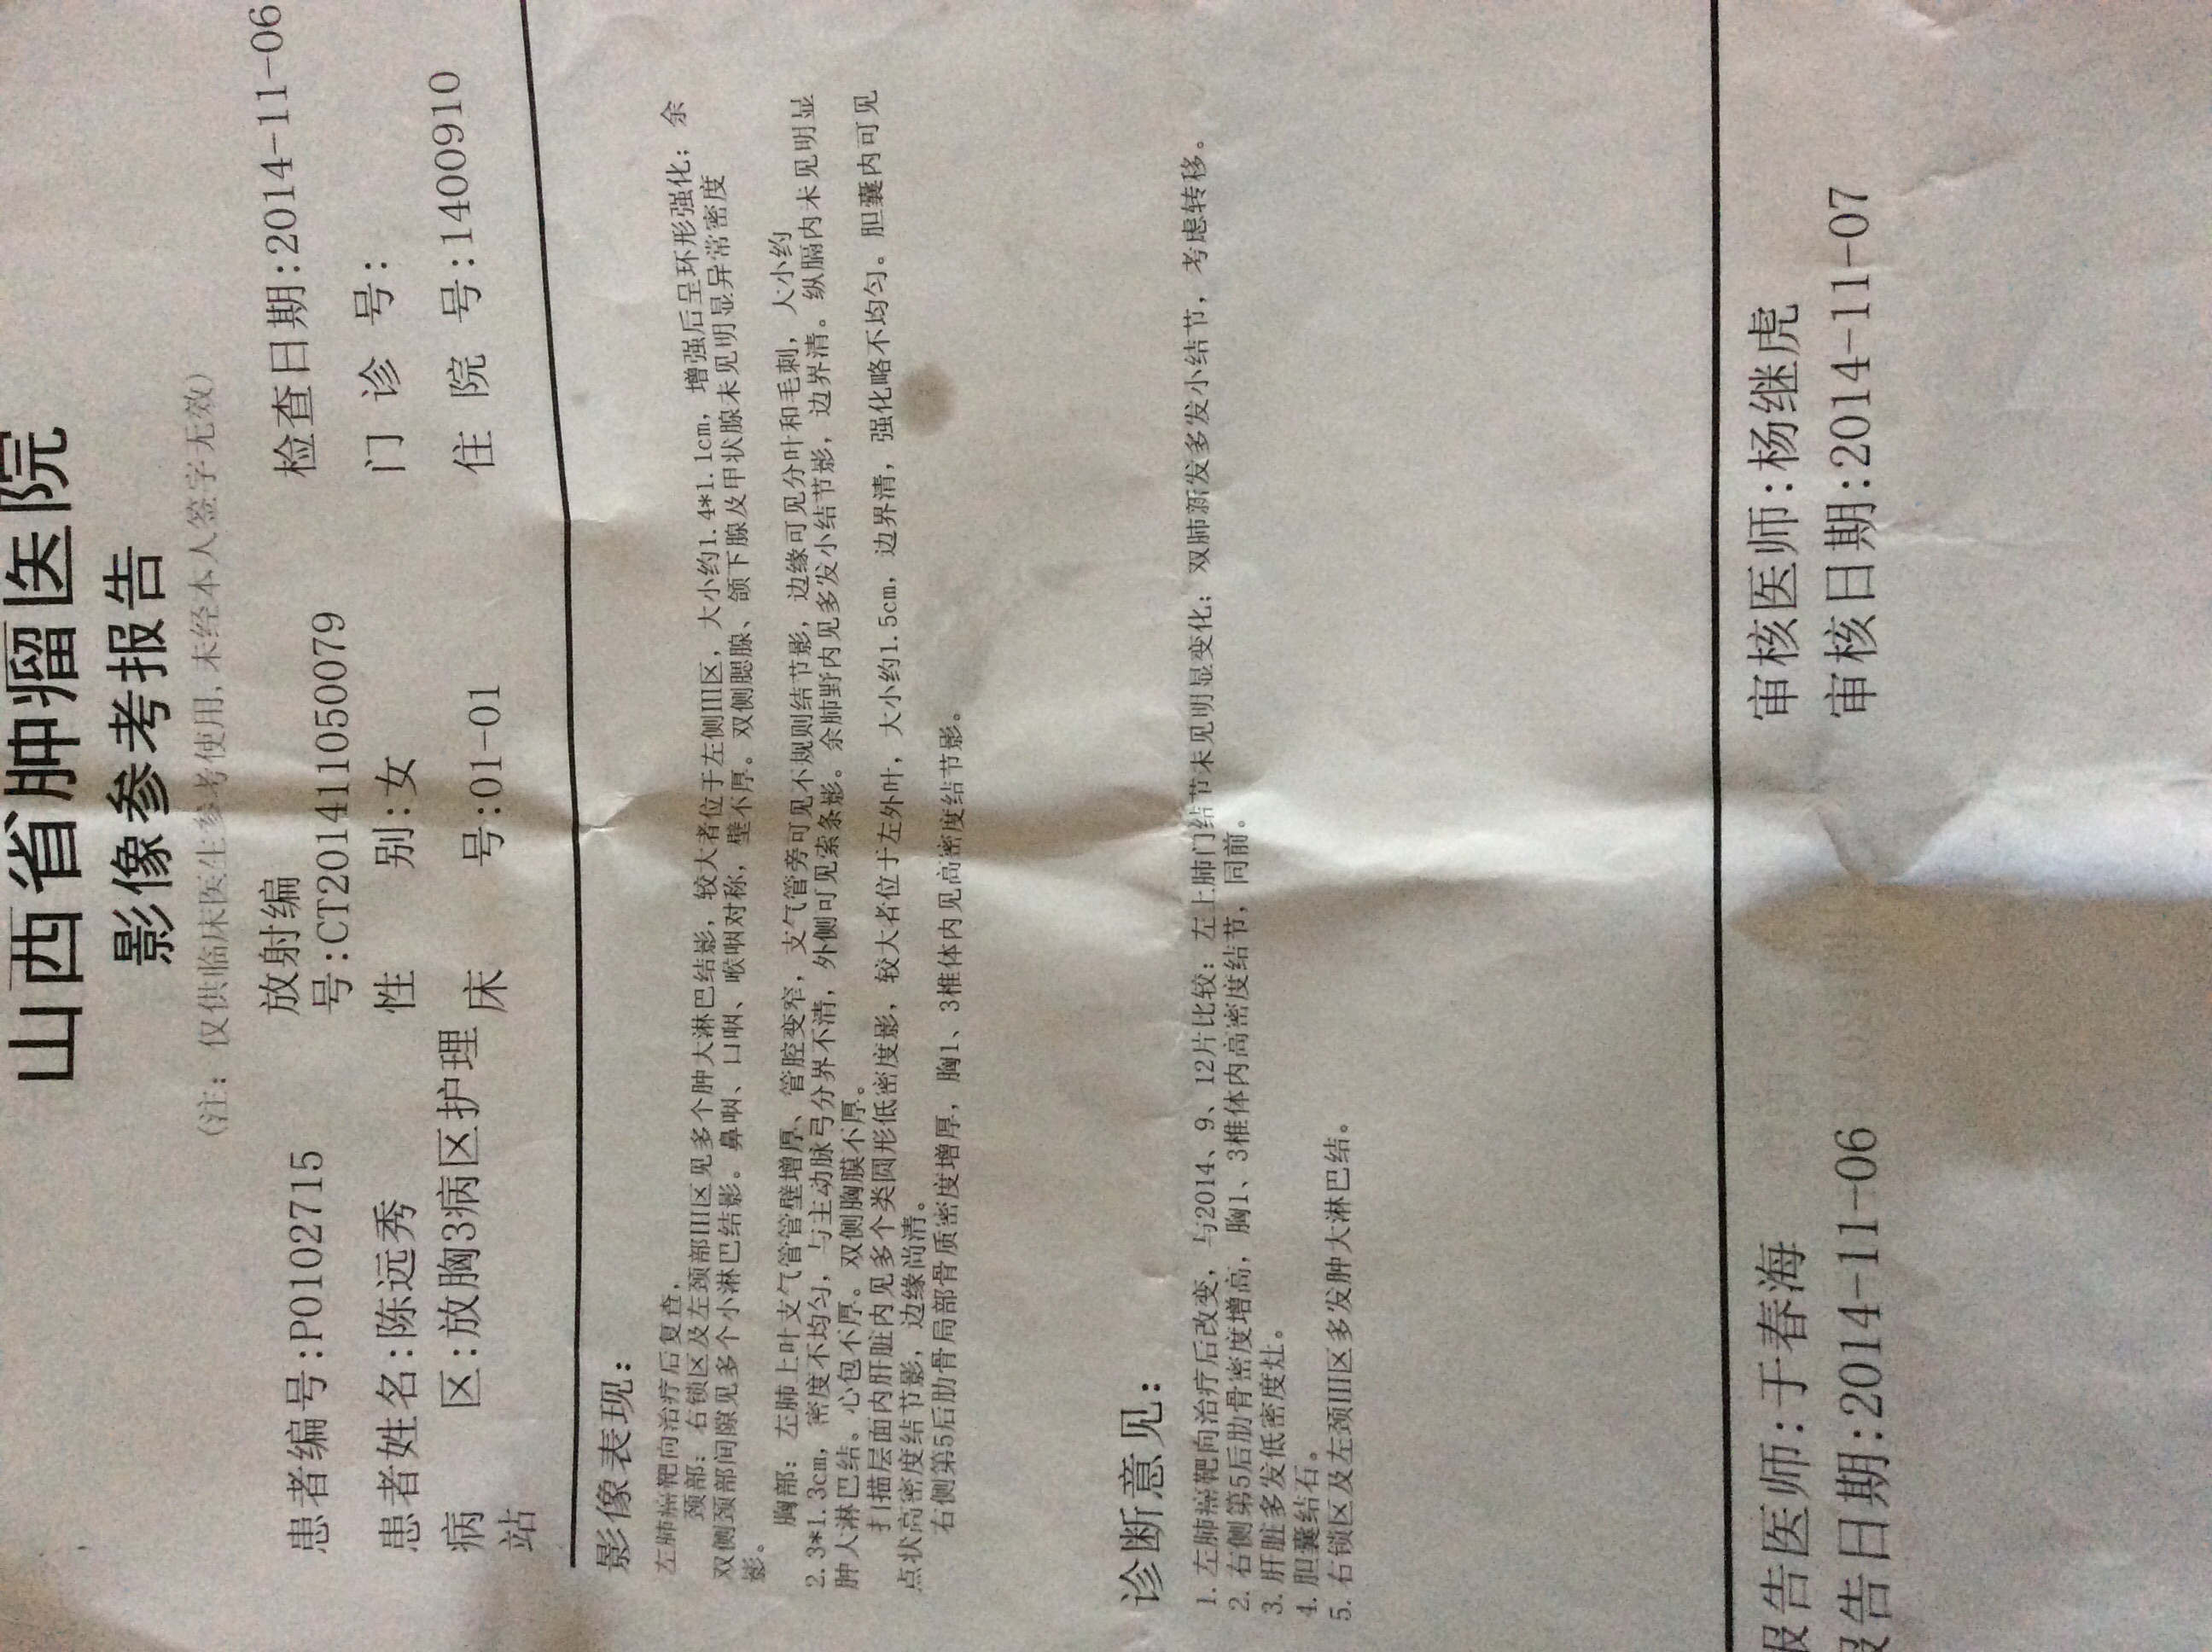 山西省肿瘤医院
影像参考报告
(注: 仅供临床医生参考使用,未经本人签字无效)
患者编号:P0102715 放射编号:CT201411050079 检查日期:2014-11-06
患者姓名:陈远秀 性 别:女 门 诊 号:
病 区:放胸3病区护理站 床 号:01-01 住 院 号:1400910
影像表现:
左肺癌靶向治疗后复查,
颈部: 右锁区及左颈部III区见多个肿大淋巴结影, 较大者位于左侧III区, 大小约1.4*1.1cm, 增强后呈环形强化; 余
双侧颈部间隙见多个小淋巴结影。鼻咽、口咽、喉咽对称, 壁不厚。双侧腮腺、颌下腺及甲状腺未见明显异常密度
影。
胸部: 左肺上叶支气管管壁增厚、管腔变窄, 支气管旁可见不规则结节影, 边缘可见分叶和毛刺, 大小约
2.3*1.3cm, 密度不均匀, 与主动脉弓分界不清, 外侧可见索条影。余肺野内见多发小结节影, 边界清。纵膈内未见明显
肿大淋巴结。心包不厚。双侧胸膜不厚。
扫描层面内肝脏内见多个类圆形低密度影, 较大者位于左外叶, 大小约1.5cm, 边界清, 强化略不均匀。胆囊内可见
点状高密度结节影, 边缘尚清。
右侧第5后肋骨局部骨质密度增厚, 胸1、3椎体内见高密度结节影。
诊断意见:
1. 左肺癌靶向治疗后改变, 与2014、9、12片比较: 左上肺门结节未见明显变化; 双肺新发多发小结节, 考虑转移。
2. 右侧第5后肋骨密度增高, 胸1、3椎体内高密度结节, 同前。
3. 肝脏多发低密度灶。
4. 胆囊结石。
5. 右锁区及左颈III区多发肿大淋巴结。
报告医师:于春海 审核医师:杨继虎
报告日期:2014-11-06 审核日期:2014-11-07